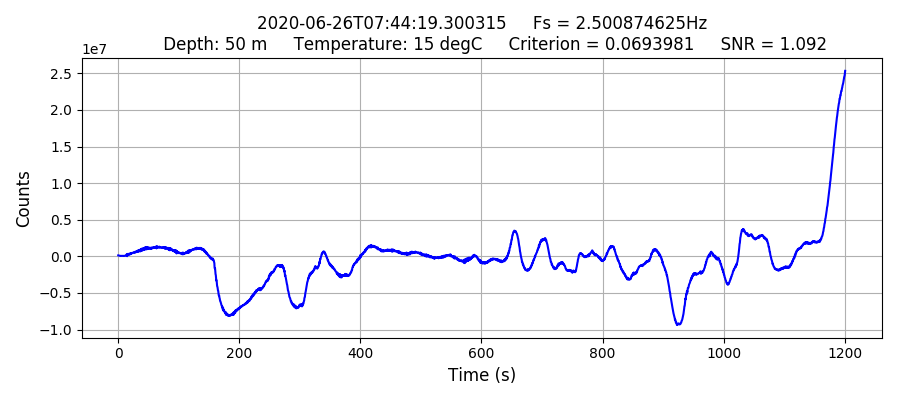 2020-06-26T07:44:19.300315 Fs = 2.500874625Hz
Depth: 50 m Temperature: 15 degC Criterion = 0.0693981 SNR = 1.092
1e7
2.5
2.0
1.5
1.0
0.5
0.0
−0.5
−1.0
Counts
0 200 400 600 800 1000 1200
Time (s)